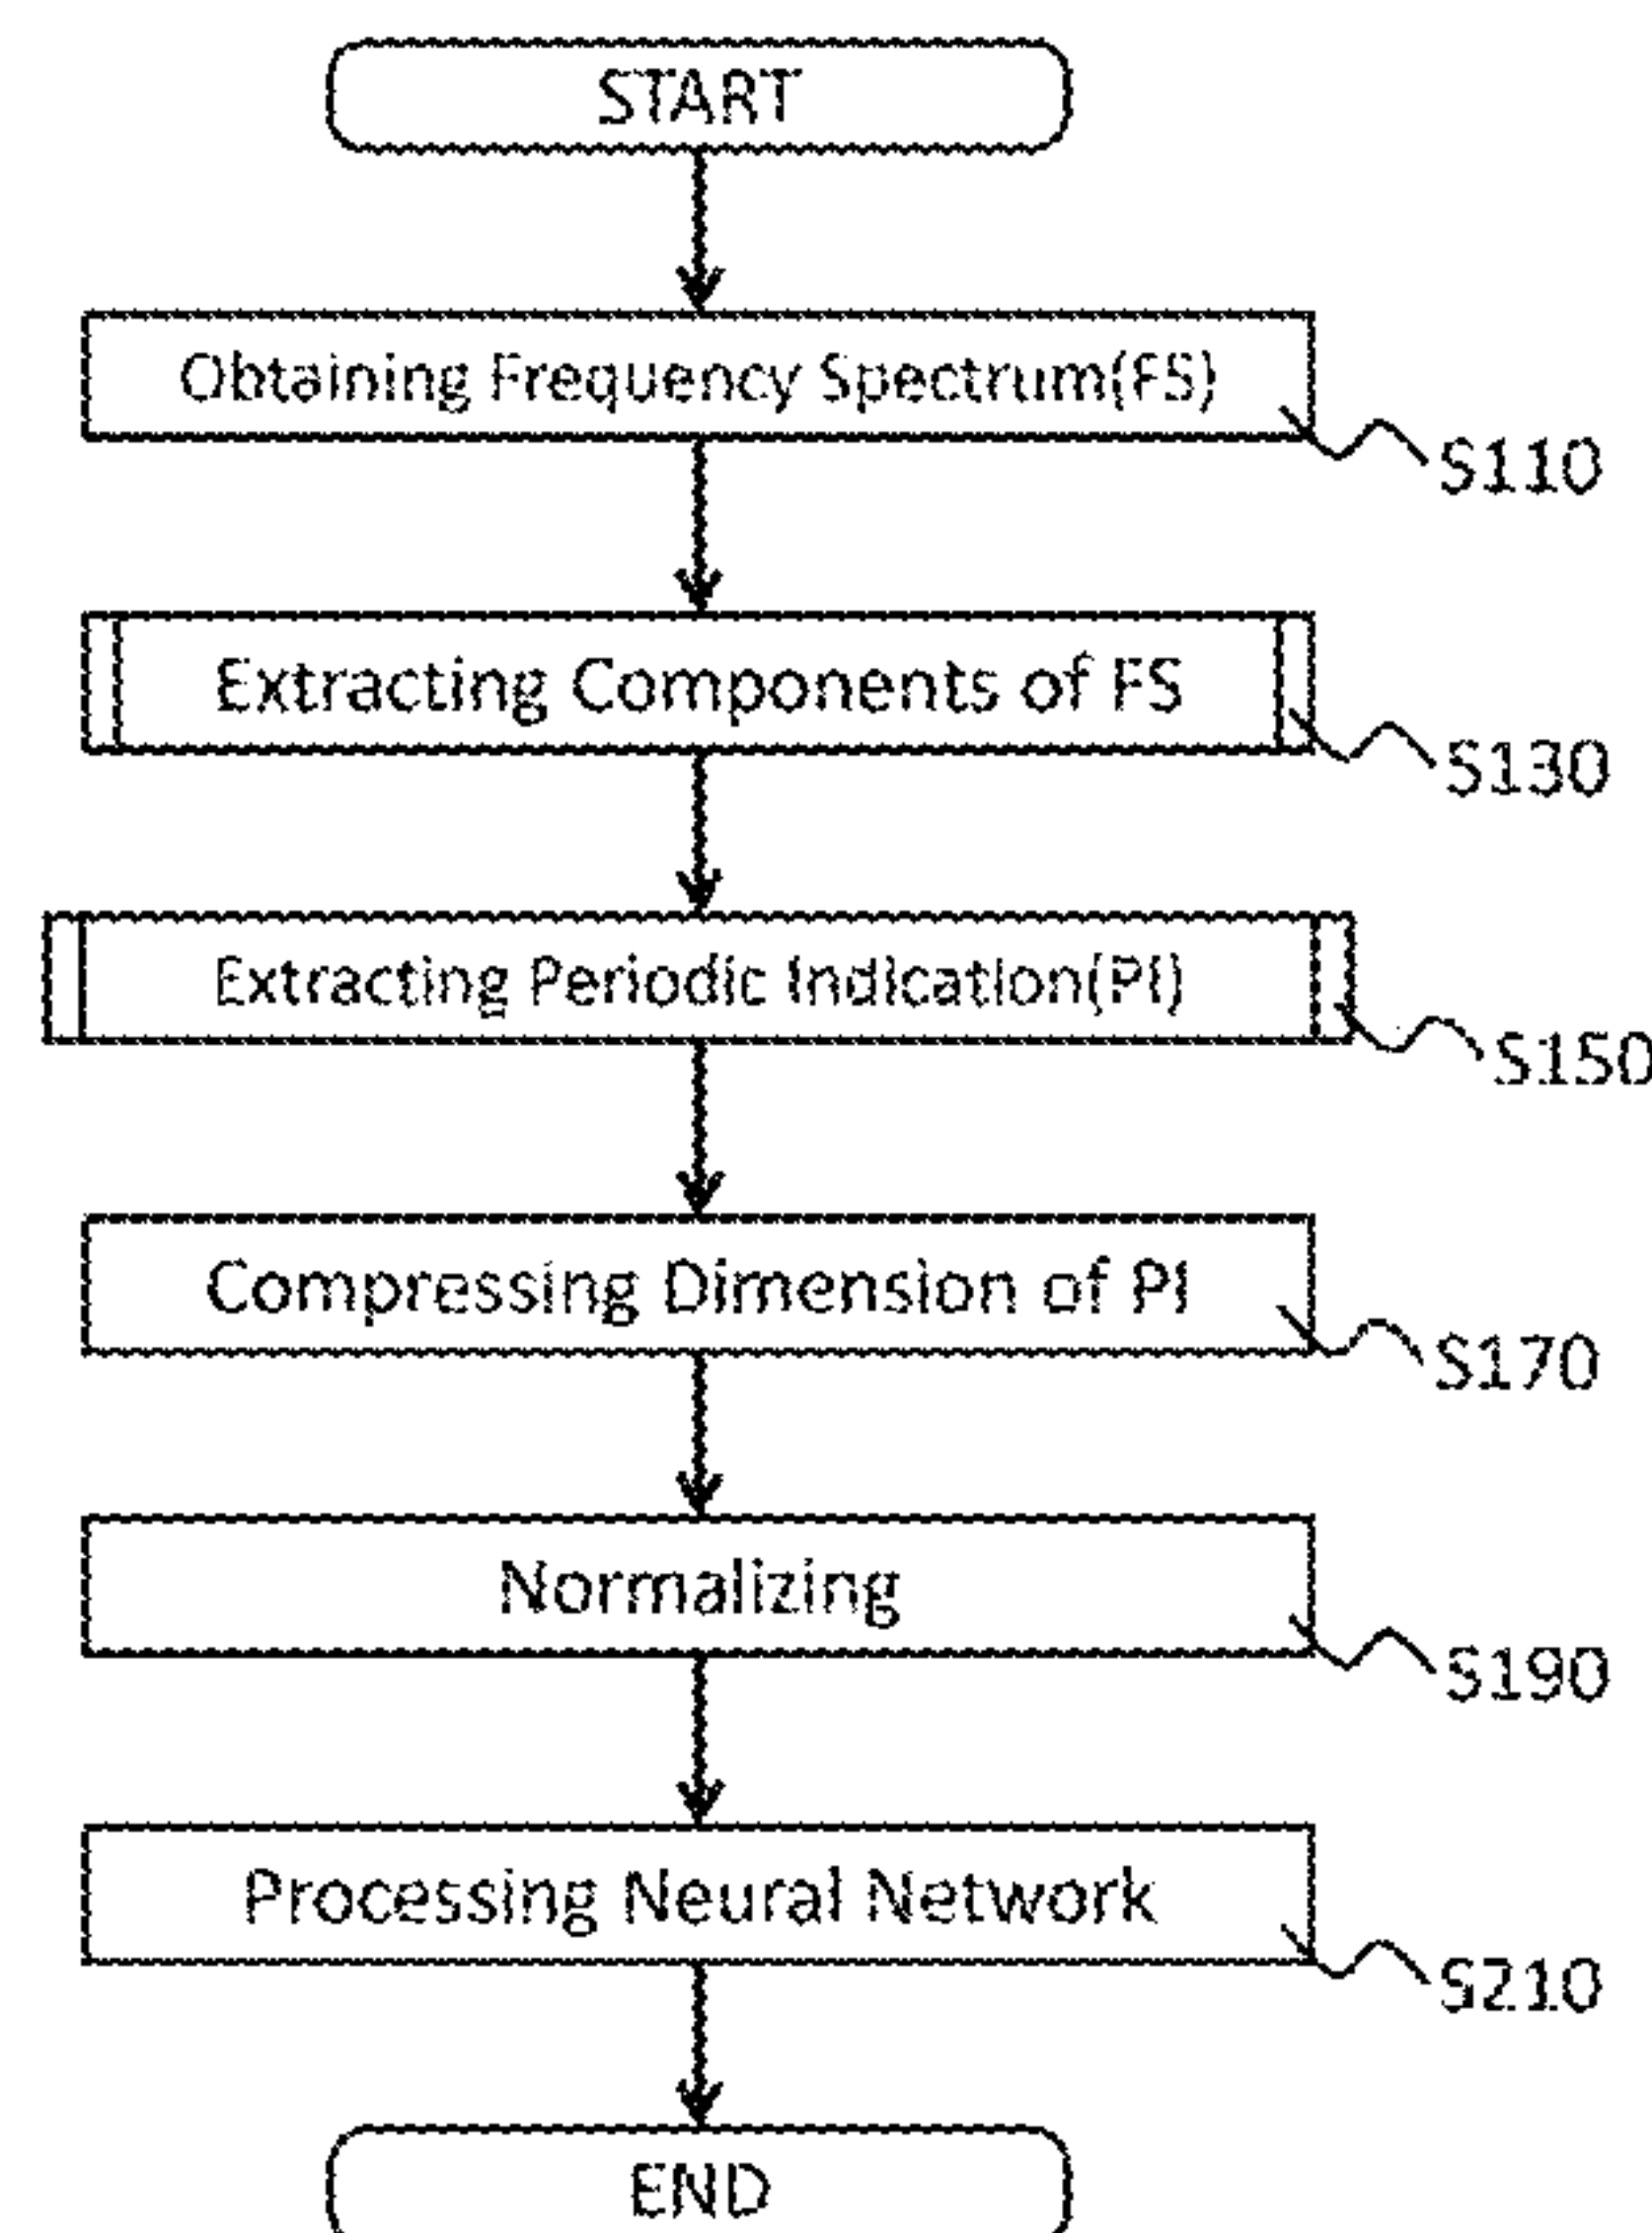 START
Obtaining Frequency Spectrum(FS)
S110
Extracting Components of FS
S130
Extracting Periodic Indication(PI)
S150
Compressing Dimension of PI
S170
Normalizing
S190
Processing Neural Network
S210
END